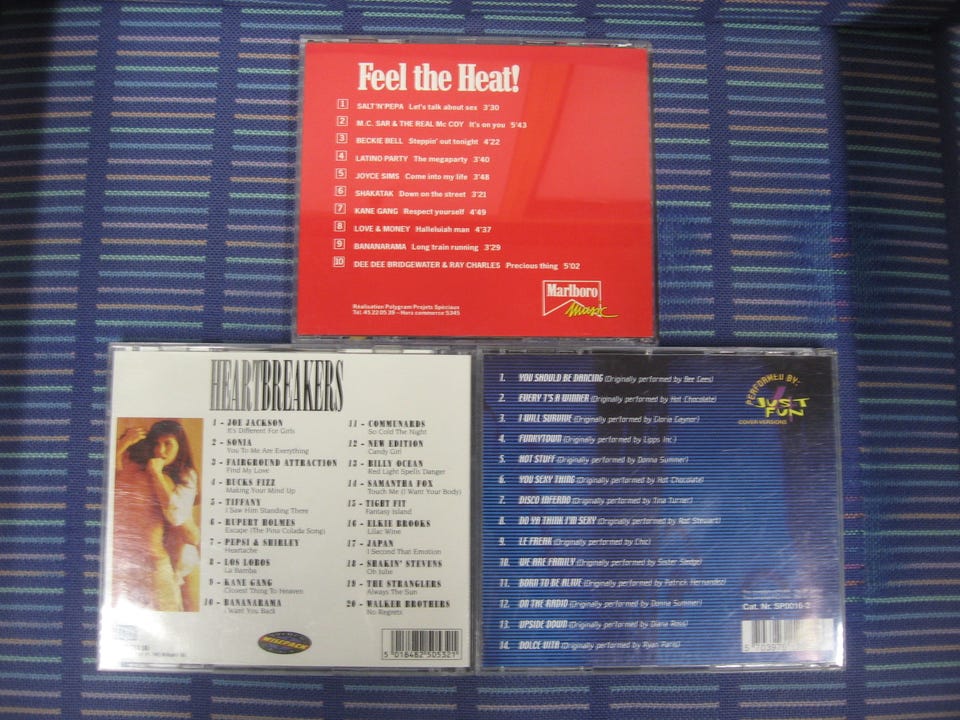 Feel the Heat!
1 SALT'N'PEPA Let's talk about sex 3'30
2 M.C. SAR & THE REAL Mc COY It's on you 5'43
3 BECKIE BELL Steppin' out tonight 4'22
4 LATINO PARTY The megaparty 3'40
5 JOYCE SIMS Come into my life 3'48
6 SHAKATAK Down on the street 3'21
7 KANE GANG Respect yourself 4'49
8 LOVE & MONEY Halleluiah man 4'37
9 BANANARAMA Long train running 3'29
10 DEE DEE BRIDGEWATER & RAY CHARLES Precious thing 5'02
Marlboro
Music
Réalisation Polygram Projets Spéciaux
Tél. 45 22 05 39 - Hors commerce 5345
HEARTBREAKERS
1 - JOE JACKSON
It's Different For Girls
2 - SONIA
You To Me Are Everything
3 - FAIRGROUND ATTRACTION
Find My Love
4 - BUCKS FIZZ
Making Your Mind Up
5 - TIFFANY
I Saw Him Standing There
6 - RUPERT HOLMES
Escape (The Pina Colada Song)
7 - PEPSI & SHIRLEY
Heartache
8 - LOS LOBOS
La Bamba
9 - KANE GANG
Closest Thing To Heaven
10 - BANANARAMA
I Want You Back
11 - COMMUNARDS
So Cold The Night
12 - NEW EDITION
Candy Girl
13 - BILLY OCEAN
Red Light Spells Danger
14 - SAMANTHA FOX
Touch Me (I Want Your Body)
15 - TIGHT FIT
Fantasy Island
16 - ELKIE BROOKS
Lilac Wine
17 - JAPAN
I Second That Emotion
18 - SHAKIN' STEVENS
Oh Julie
19 - THE STRANGLERS
Always The Sun
20 - WALKER BROTHERS
No Regrets
5 018482 505321
1. YOU SHOULD BE DANCING (Originally performed by Bee Gees)
2. EVERY 1'S A WINNER (Originally performed by Hot Chocolate)
3. I WILL SURVIVE (Originally performed by Gloria Gaynor)
4. FUNKYTOWN (Originally performed by Lipps Inc.)
5. HOT STUFF (Originally performed by Donna Summer)
6. YOU SEXY THING (Originally performed by Hot Chocolate)
7. DISCO INFERNO (Originally performed by Tina Turner)
8. DO YA THINK I'M SEXY (Originally performed by Rod Stewart)
9. LE FREAK (Originally performed by Chic)
10. WE ARE FAMILY (Originally performed by Sister Sledge)
11. BORN TO BE ALIVE (Originally performed by Patrick Hernandez)
12. ON THE RADIO (Originally performed by Donna Summer)
13. UPSIDE DOWN (Originally performed by Diana Ross)
14. DOLCE VITA (Originally performed by Ryan Paris)
PERFORMED BY:
JUST
4
FUN
COVER VERSIONS
Cat. Nr. SP0016-2